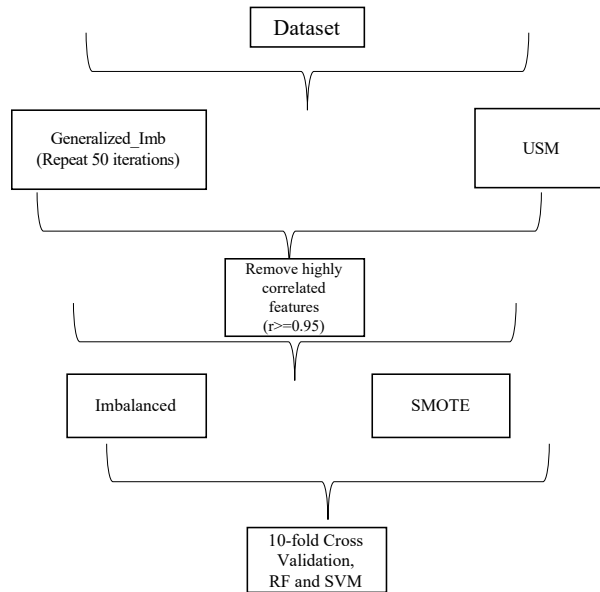 Dataset
Generalized_Imb
(Repeat 50 iterations)
USM
Remove highly
correlated
features
(r>=0.95)
Imbalanced
SMOTE
10-fold Cross
Validation,
RF and SVM